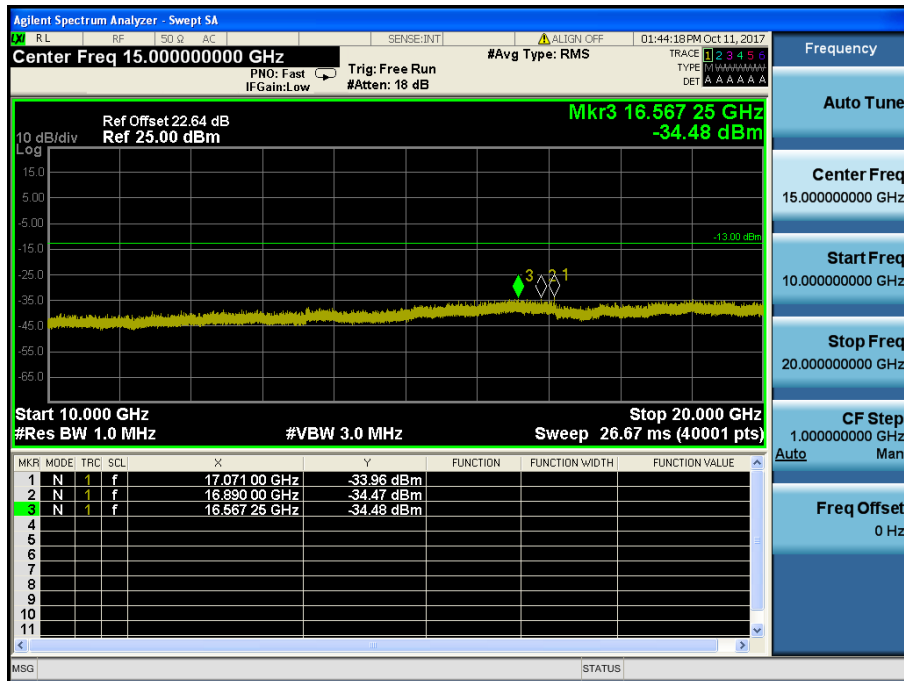 Agilent Spectrum Analyzer - Swept SA
LXI RL RF 50 Ω AC SENSE:INT ALIGN OFF 01:44:18 PM Oct 11, 2017
Center Freq 15.000000000 GHz #Avg Type: RMS TRACE 1 2 3 4 5 6
PNO: Fast Trig: Free Run TYPE M W W W W W
IFGain:Low #Atten: 18 dB DET A A A A A A
Mkr3 16.567 25 GHz
Ref Offset 22.64 dB
10 dB/div Ref 25.00 dBm -34.48 dBm
Log
15.0
5.00
-5.00
-13.00 dBm
-15.0
-25.0
3 2 1
-35.0
-45.0
-55.0
-65.0
Start 10.000 GHz Stop 20.000 GHz
#Res BW 1.0 MHz #VBW 3.0 MHz Sweep 26.67 ms (40001 pts)
MKR MODE TRC SCL X Y FUNCTION FUNCTION WIDTH FUNCTION VALUE
1 N 1 f 17.071 00 GHz -33.96 dBm
2 N 1 f 16.890 00 GHz -34.47 dBm
3 N 1 f 16.567 25 GHz -34.48 dBm
4
5
6
7
8
9
10
11
MSG STATUS
Frequency
Auto Tune
Center Freq
15.000000000 GHz
Start Freq
10.000000000 GHz
Stop Freq
20.000000000 GHz
CF Step
1.000000000 GHz
Auto Man
Freq Offset
0 Hz